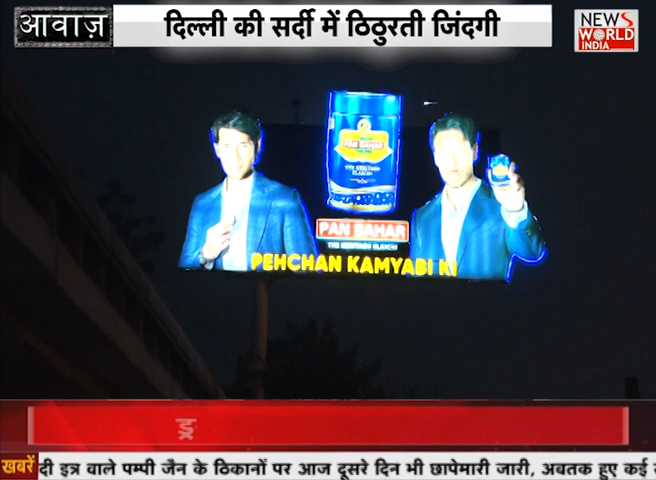 आवाज़
दिल्ली की सर्दी में ठिठुरती जिंदगी
NEWS
WORLD
INDIA
PAN BAHAR
PAN BAHAR
THE HERITAGE ELAICHI
PEHCHAN KAMYABI KI
ड्र
खबरें दी इत्र वाले पम्पी जैन के ठिकानों पर आज दूसरे दिन भी छापेमारी जारी, अबतक हुए कई